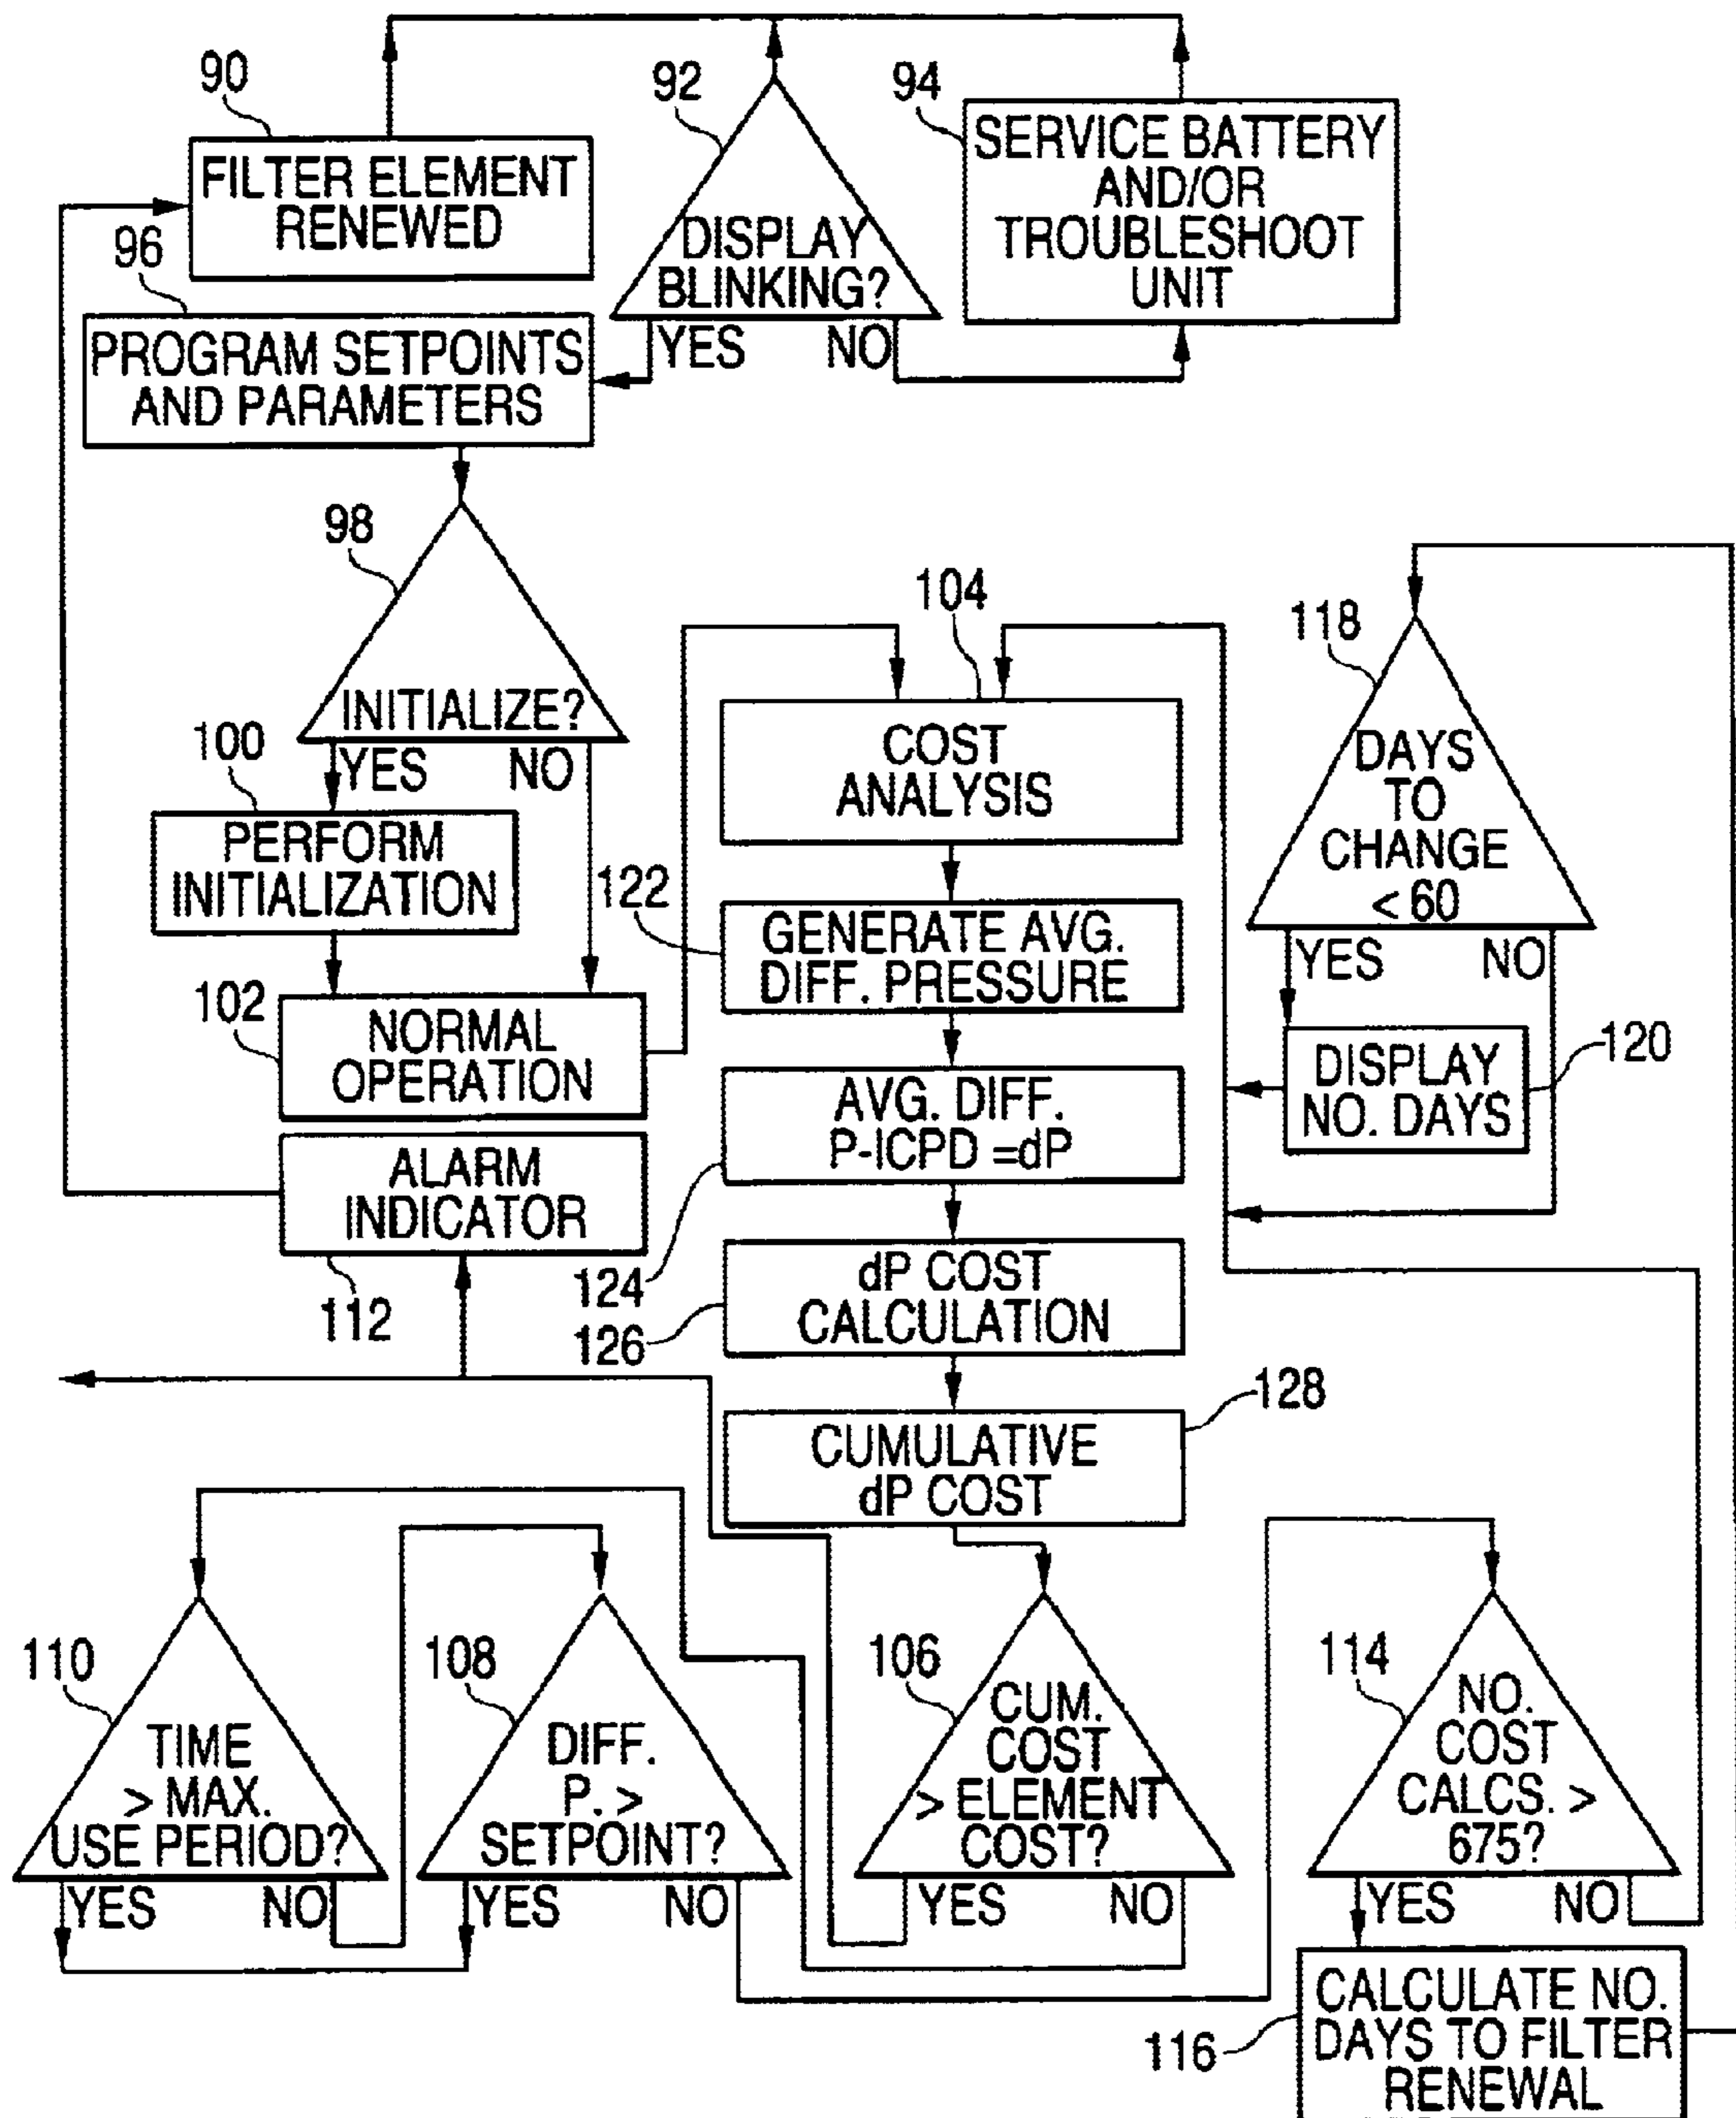 90
FILTER ELEMENT
RENEWED
92
DISPLAY
BLINKING?
YES
NO
94
SERVICE BATTERY
AND/OR
TROUBLESHOOT
UNIT
96
PROGRAM SETPOINTS
AND PARAMETERS
98
INITIALIZE?
YES
NO
100
PERFORM
INITIALIZATION
102
NORMAL
OPERATION
ALARM
INDICATOR
112
104
COST
ANALYSIS
122
GENERATE AVG.
DIFF. PRESSURE
AVG. DIFF.
P-ICPD =dP
124
dP COST
CALCULATION
126
CUMULATIVE
dP COST
128
118
DAYS
TO
CHANGE
< 60
YES
NO
DISPLAY
NO. DAYS
120
110
TIME
> MAX.
USE PERIOD?
YES
NO
108
DIFF.
P. >
SETPOINT?
YES
NO
106
CUM.
COST
> ELEMENT
COST?
YES
NO
114
NO.
COST
CALCS. >
675?
YES
NO
CALCULATE NO.
DAYS TO FILTER
RENEWAL
116